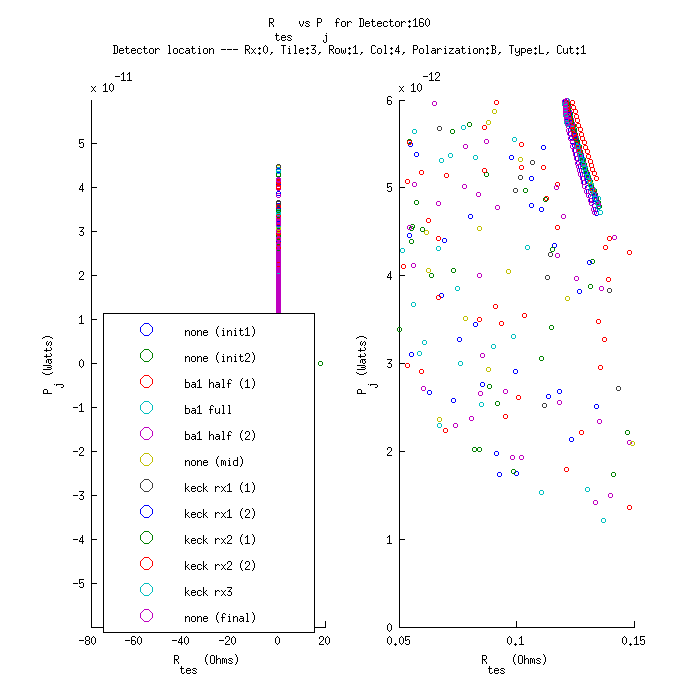 R    vs P  for Detector:160
tes    j
Detector location --- Rx:0, Tile:3, Row:1, Col:4, Polarization:B, Type:L, Cut:1
x 10^-11
5
4
3
2
1
0
-1
-2
-3
-4
-5
P_j (Watts)
none (init1)
none (init2)
ba1 half (1)
ba1 full
ba1 half (2)
none (mid)
keck rx1 (1)
keck rx1 (2)
keck rx2 (1)
keck rx2 (2)
keck rx3
none (final)
-80 -60 -40 -20 0 20
R_tes (Ohms)
x 10^-12
6
5
4
3
2
1
0
P_j (Watts)
0.05 0.1 0.15
R_tes (Ohms)